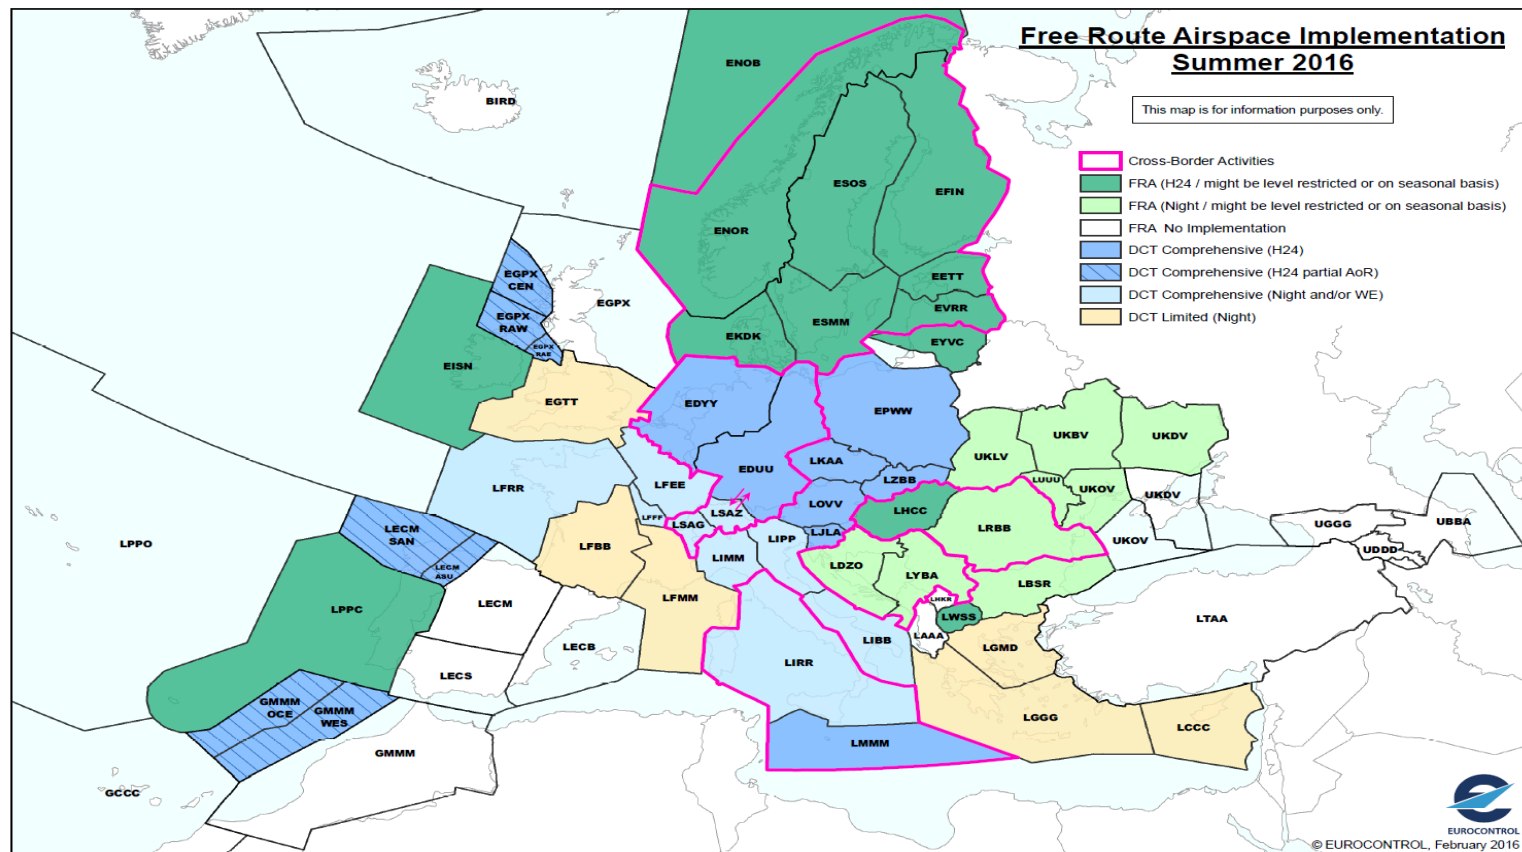 Free Route Airspace Implementation
Summer 2016
This map is for information purposes only.
Cross-Border Activities
FRA (H24 / might be level restricted or on seasonal basis)
FRA (Night / might be level restricted or on seasonal basis)
FRA No Implementation
DCT Comprehensive (H24)
DCT Comprehensive (H24 partial AoR)
DCT Comprehensive (Night and/or WE)
DCT Limited (Night)
ENOB
BIRD
ESOS
EFIN
ENOR
EGPX
CEN
EGPX
EETT
EGPX
RAW
EGPX
RAE
ESMM
EVRR
EKDK
EYVC
EISN
EGTT
EDYY
EPWW
UKBV
UKDV
UKLV
LKAA
EDUU
LZBB
LUUU
UKOV
UKDV
LFRR
LFEE
LOVV
LHCC
LFFF
LSAG
LSAZ
LECM
SAN
LPPO
LJLA
LIPP
LRBB
UKOV
UGGG
UBBA
UDDD
LFBB
LIMM
LDZO
LYBA
LBSR
LECM
ASU
LPPC
LECM
LFMM
LHKR
LWSS
LTAA
LAAA
LECB
LIBB
LGMD
LECS
LIRR
GMMM
OCE
GMMM
WES
LGGG
LCCC
LMMM
GMMM
GCCC
EUROCONTROL
© EUROCONTROL, February 2016